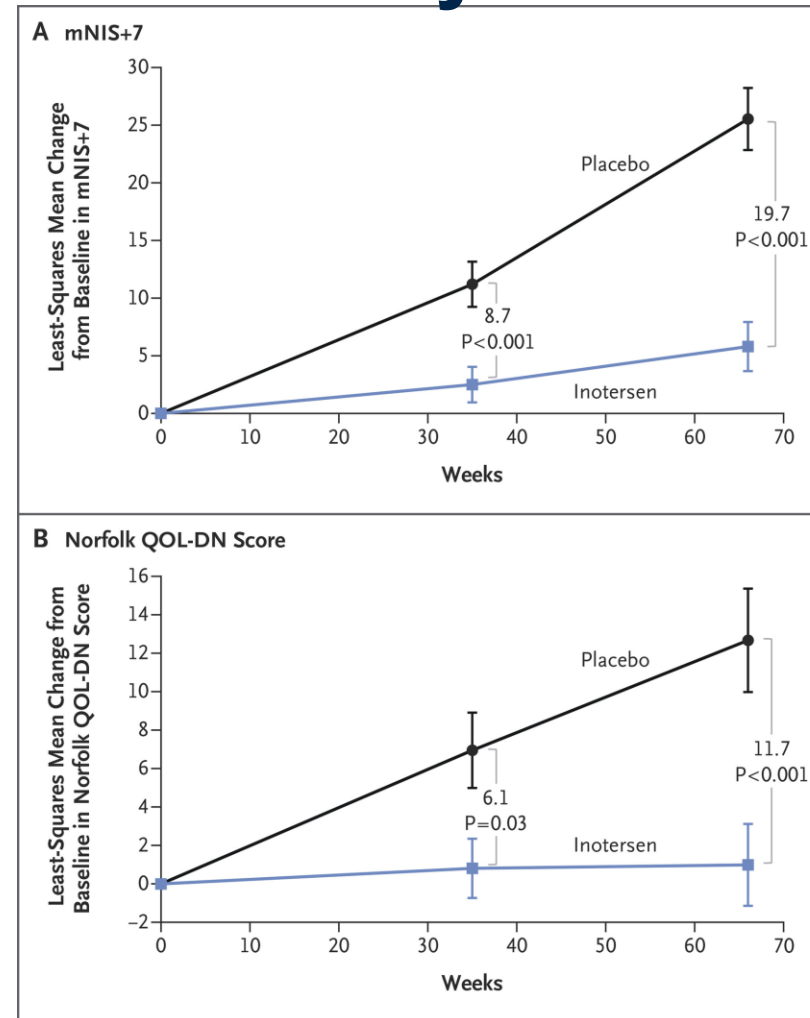 A mNIS+7
Least-Squares Mean Change
from Baseline in mNIS+7
30
25
20
15
10
5
0
Placebo
19.7
P<0.001
8.7
P<0.001
Inotersen
0 10 20 30 40 50 60 70
Weeks
B Norfolk QOL-DN Score
Least-Squares Mean Change from
Baseline in Norfolk QOL-DN Score
16
14
12
10
8
6
4
2
0
−2
Placebo
11.7
P<0.001
6.1
P=0.03
Inotersen
0 10 20 30 40 50 60 70
Weeks